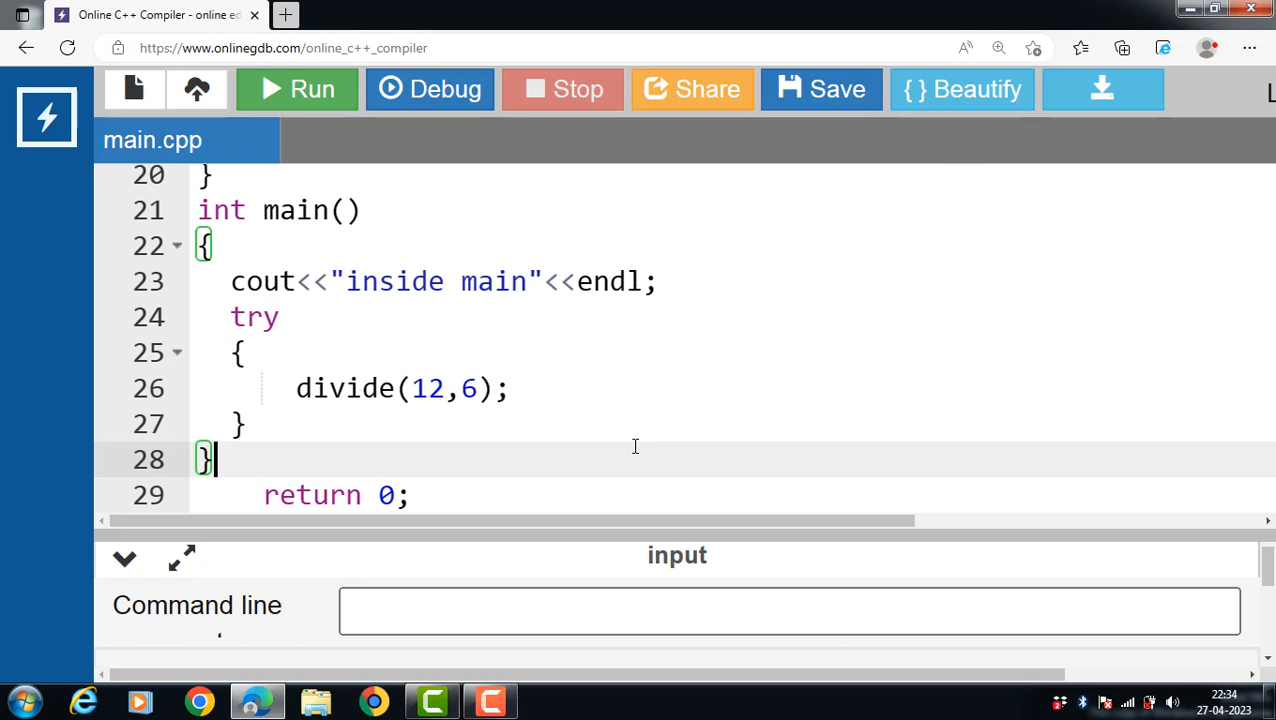 Online C++ Compiler - online ed
https://www.onlinegdb.com/online_c++_compiler
Run
Debug
Stop
Share
Save
{ } Beautify
main.cpp
20 }
21 int main()
22 {
23 cout<<"inside main"<<endl;
24 try
25 {
26 divide(12,6);
27 }
28 }
29 return 0;
input
Command line
22:34
27-04-2023